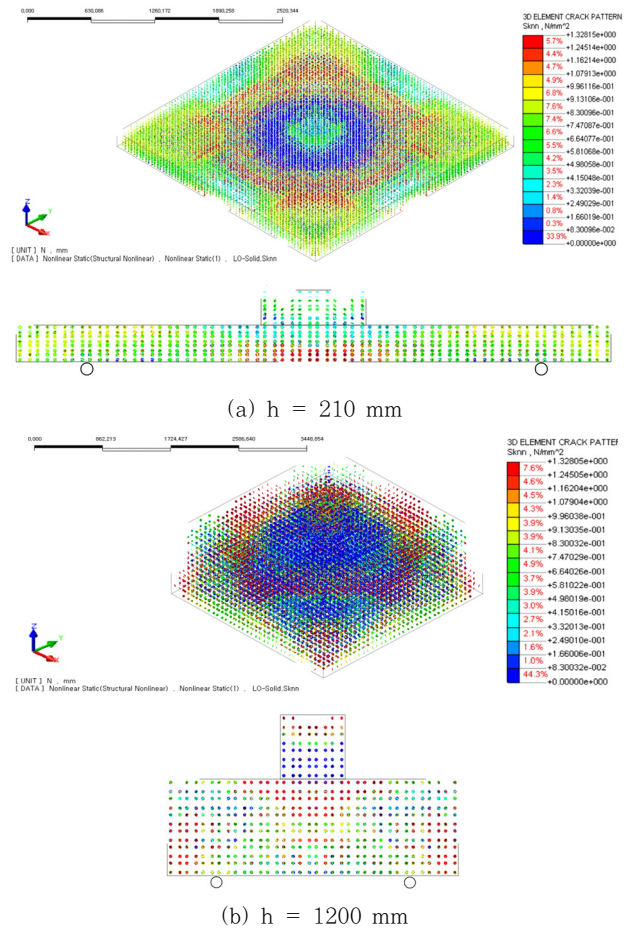 0,000 630,086 1260,172 1890,258 2520,344
3D ELEMENT CRACK PATTERN
Sknn, N/mm^2
+1.32815e+000
5.7%
+1.24514e+000
4.4%
+1.16214e+000
4.7%
+1.07913e+000
4.9%
+9.96116e-001
6.8%
+9.13106e-001
7.6%
+8.30096e-001
7.4%
+7.47087e-001
6.6%
+6.64077e-001
5.5%
+5.81068e-001
4.2%
+4.98058e-001
3.5%
+4.15048e-001
2.3%
+3.32039e-001
1.4%
+2.49029e-001
0.8%
+1.66019e-001
0.3%
+8.30096e-002
33.9%
+0.00000e+000
Z Y X
[ UNIT ] N , mm
[ DATA ] Nonlinear Static(Structural Nonlinear) , Nonlinear Static(1) , LO-Solid,Sknn
(a) h = 210 mm
0,000 862,213 1724,427 2586,640 3448,854
3D ELEMENT CRACK PATTEF
Sknn, N/mm^2
+1.32805e+000
7.6%
+1.24505e+000
4.6%
+1.16204e+000
4.5%
+1.07904e+000
4.3%
+9.96038e-001
3.9%
+9.13035e-001
3.9%
+8.30032e-001
4.1%
+7.47029e-001
4.9%
+6.64026e-001
3.7%
+5.81022e-001
3.9%
+4.98019e-001
3.0%
+4.15016e-001
2.7%
+3.32013e-001
2.1%
+2.49010e-001
1.6%
+1.66006e-001
1.0%
+8.30032e-002
44.3%
+0.00000e+000
Z Y X
[ UNIT ] N , mm
[ DATA ] Nonlinear Static(Structural Nonlinear) , Nonlinear Static(1) , LO-Solid,Sknn
(b) h = 1200 mm